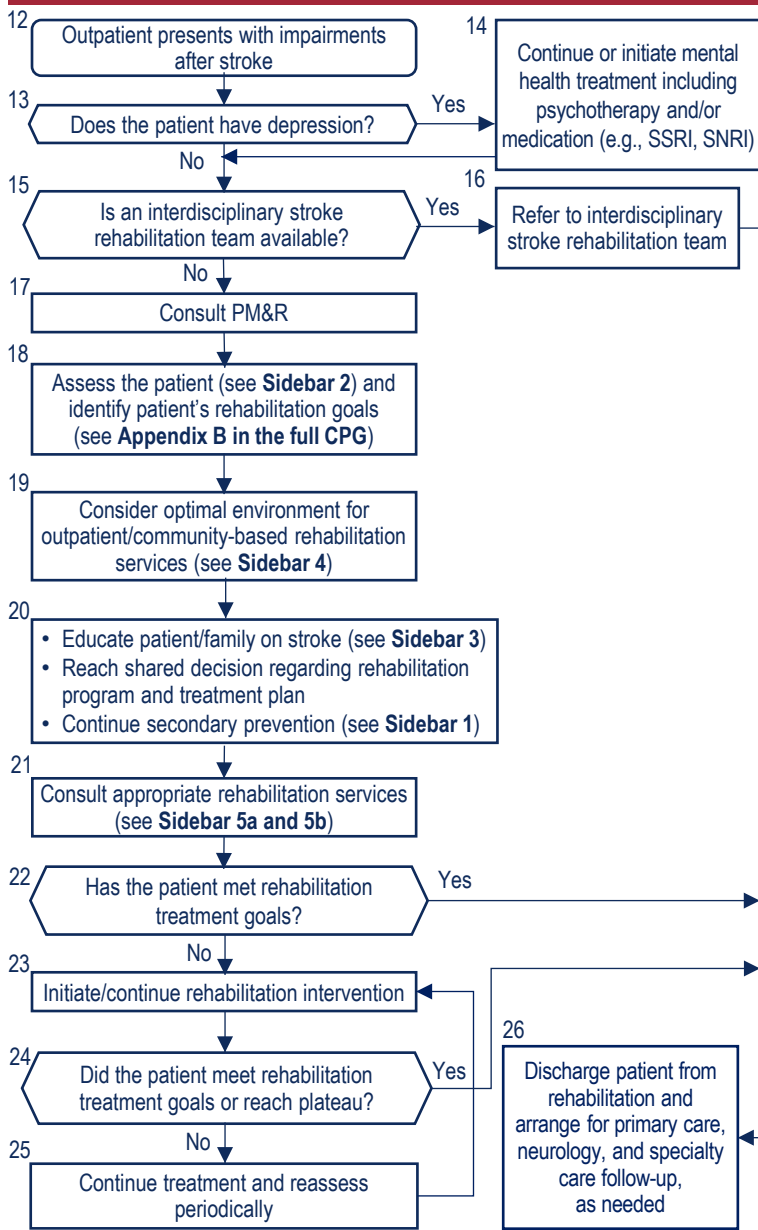 12
Outpatient presents with impairments
after stroke
13
Does the patient have depression?
Yes
No
14
Continue or initiate mental
health treatment including
psychotherapy and/or
medication (e.g., SSRI, SNRI)
15
Is an interdisciplinary stroke
rehabilitation team available?
Yes
No
16
Refer to interdisciplinary
stroke rehabilitation team
17
Consult PM&R
18
Assess the patient (see Sidebar 2) and
identify patient's rehabilitation goals
(see Appendix B in the full CPG)
19
Consider optimal environment for
outpatient/community-based rehabilitation
services (see Sidebar 4)
20
• Educate patient/family on stroke (see Sidebar 3)
• Reach shared decision regarding rehabilitation
program and treatment plan
• Continue secondary prevention (see Sidebar 1)
21
Consult appropriate rehabilitation services
(see Sidebar 5a and 5b)
22
Has the patient met rehabilitation
treatment goals?
Yes
No
23
Initiate/continue rehabilitation intervention
24
Did the patient meet rehabilitation
treatment goals or reach plateau?
Yes
No
25
Continue treatment and reassess
periodically
26
Discharge patient from
rehabilitation and
arrange for primary care,
neurology, and specialty
care follow-up,
as needed